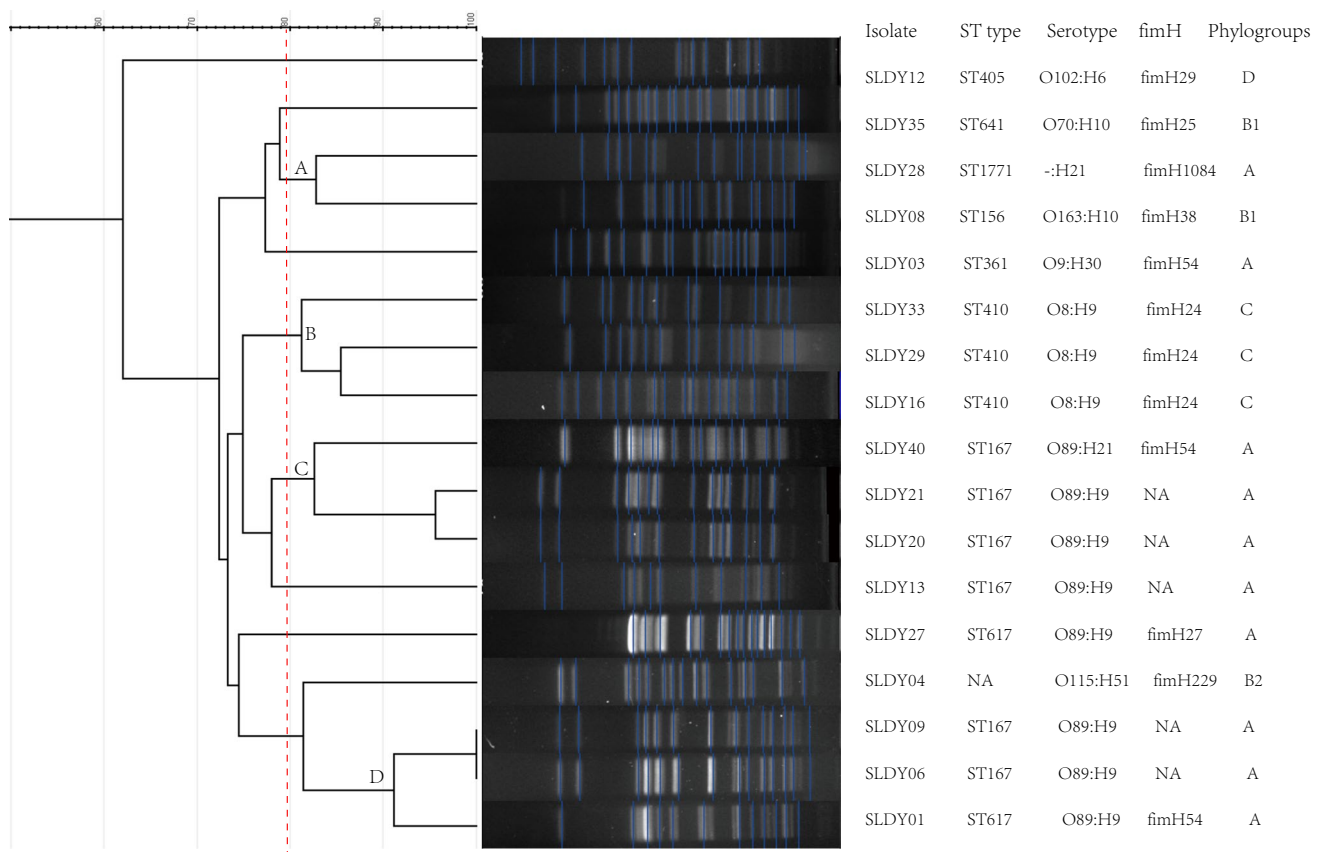 60 70 80 90 100
Isolate ST type Serotype fimH Phylogroups
SLDY12 ST405 O102:H6 fimH29 D
SLDY35 ST641 O70:H10 fimH25 B1
A
SLDY28 ST1771 -:H21 fimH1084 A
SLDY08 ST156 O163:H10 fimH38 B1
SLDY03 ST361 O9:H30 fimH54 A
SLDY33 ST410 O8:H9 fimH24 C
B
SLDY29 ST410 O8:H9 fimH24 C
SLDY16 ST410 O8:H9 fimH24 C
SLDY40 ST167 O89:H21 fimH54 A
C
SLDY21 ST167 O89:H9 NA A
SLDY20 ST167 O89:H9 NA A
SLDY13 ST167 O89:H9 NA A
SLDY27 ST617 O89:H9 fimH27 A
SLDY04 NA O115:H51 fimH229 B2
SLDY09 ST167 O89:H9 NA A
D
SLDY06 ST167 O89:H9 NA A
SLDY01 ST617 O89:H9 fimH54 A